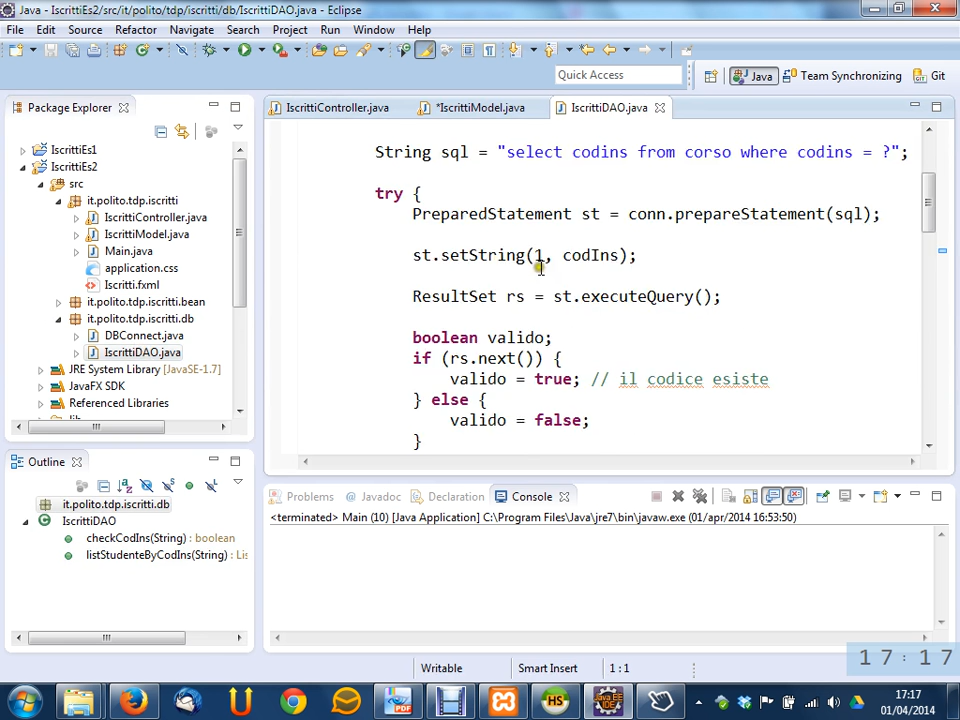 Java - IscrittiEs2/src/it/polito/tdp/iscritti/db/IscrittiDAO.java - Eclipse
File Edit Source Refactor Navigate Search Project Run Window Help
Quick Access
Java
Team Synchronizing
Git
Package Explorer
IscrittiController.java
*IscrittiModel.java
IscrittiDAO.java
IscrittiEs1
IscrittiEs2
src
it.polito.tdp.iscritti
IscrittiController.java
IscrittiModel.java
Main.java
application.css
Iscritti.fxml
it.polito.tdp.iscritti.bean
it.polito.tdp.iscritti.db
DBConnect.java
IscrittiDAO.java
JRE System Library [JavaSE-1.7]
JavaFX SDK
Referenced Libraries
lib
String sql = "select codins from corso where codins = ?";
try {
PreparedStatement st = conn.prepareStatement(sql);
st.setString(1, codIns);
ResultSet rs = st.executeQuery();
boolean valido;
if (rs.next()) {
valido = true; // il codice esiste
} else {
valido = false;
}
Outline
it.polito.tdp.iscritti.db
IscrittiDAO
checkCodIns(String) : boolean
listStudenteByCodIns(String) : Li
Problems
Javadoc
Declaration
Console
<terminated> Main (10) [Java Application] C:\Program Files\Java\jre7\bin\javaw.exe (01/apr/2014 16:53:50)
Writable
Smart Insert
1 : 1
17:17
17:17
01/04/2014